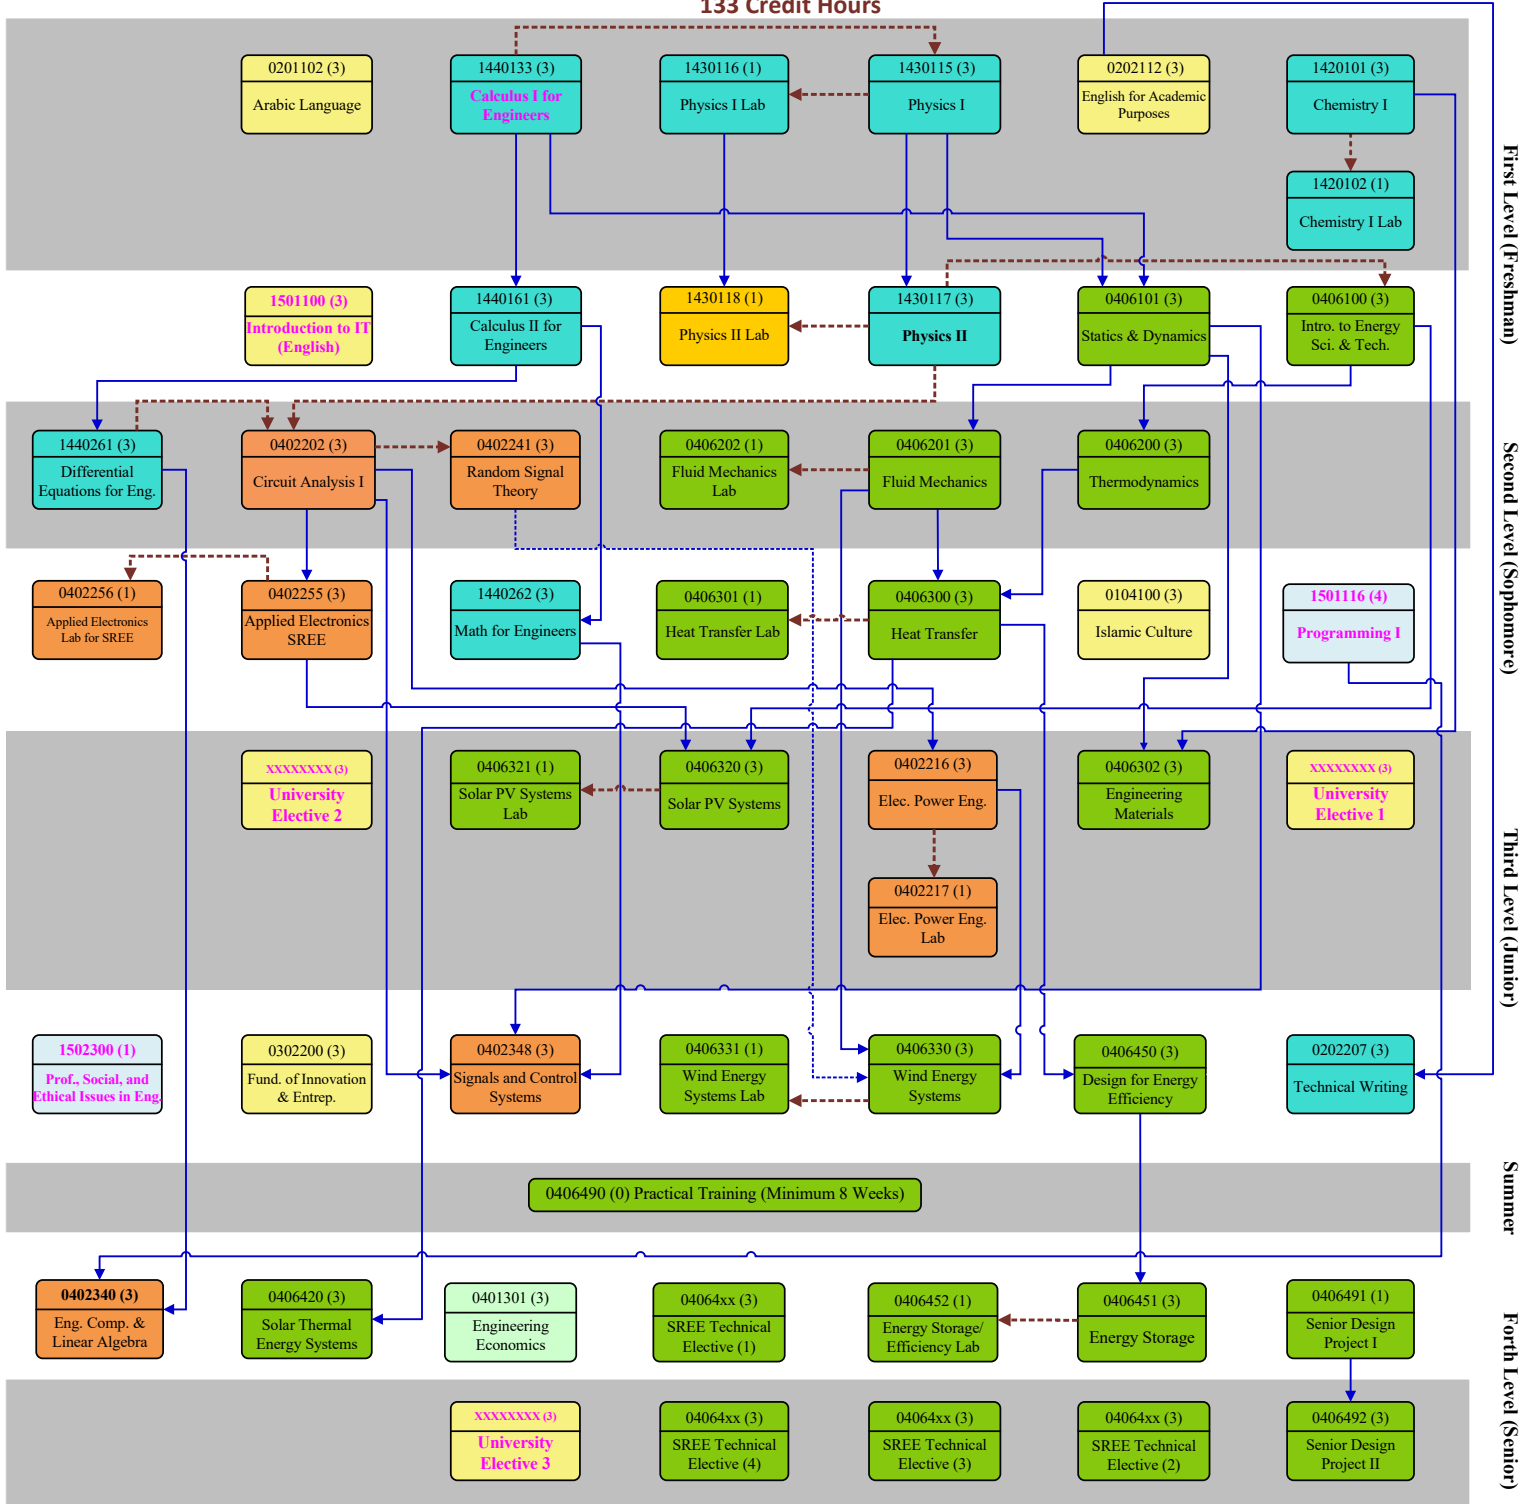 133 Credit Hours
0201102 (3)
Arabic Language
1440133 (3)
Calculus I for
Engineers
1430116 (1)
Physics I Lab
1430115 (3)
Physics I
0202112 (3)
English for Academic
Purposes
1420101 (3)
Chemistry I
1420102 (1)
Chemistry I Lab
First Level (Freshman)
1501100 (3)
Introduction to IT
(English)
1440161 (3)
Calculus II for
Engineers
1430118 (1)
Physics II Lab
1430117 (3)
Physics II
0406101 (3)
Statics & Dynamics
0406100 (3)
Intro. to Energy
Sci. & Tech.
1440261 (3)
Differential
Equations for Eng.
0402202 (3)
Circuit Analysis I
0402241 (3)
Random Signal
Theory
0406202 (1)
Fluid Mechanics
Lab
0406201 (3)
Fluid Mechanics
0406200 (3)
Thermodynamics
Second Level (Sophomore)
0402256 (1)
Applied Electronics
Lab for SREE
0402255 (3)
Applied Electronics
SREE
1440262 (3)
Math for Engineers
0406301 (1)
Heat Transfer Lab
0406300 (3)
Heat Transfer
0104100 (3)
Islamic Culture
1501116 (4)
Programming I
XXXXXXXX (3)
University
Elective 2
0406321 (1)
Solar PV Systems
Lab
0406320 (3)
Solar PV Systems
0402216 (3)
Elec. Power Eng.
0406302 (3)
Engineering
Materials
XXXXXXXX (3)
University
Elective 1
0402217 (1)
Elec. Power Eng.
Lab
Third Level (Junior)
1502300 (1)
Prof., Social, and
Ethical Issues in Eng.
0302200 (3)
Fund. of Innovation
& Entrep.
0402348 (3)
Signals and Control
Systems
0406331 (1)
Wind Energy
Systems Lab
0406330 (3)
Wind Energy
Systems
0406450 (3)
Design for Energy
Efficiency
0202207 (3)
Technical Writing
0406490 (0) Practical Training (Minimum 8 Weeks)
Summer
0402340 (3)
Eng. Comp. &
Linear Algebra
0406420 (3)
Solar Thermal
Energy Systems
0401301 (3)
Engineering
Economics
04064xx (3)
SREE Technical
Elective (1)
0406452 (1)
Energy Storage/
Efficiency Lab
0406451 (3)
Energy Storage
0406491 (1)
Senior Design
Project I
Forth Level (Senior)
XXXXXXXX (3)
University
Elective 3
04064xx (3)
SREE Technical
Elective (4)
04064xx (3)
SREE Technical
Elective (3)
04064xx (3)
SREE Technical
Elective (2)
0406492 (3)
Senior Design
Project II